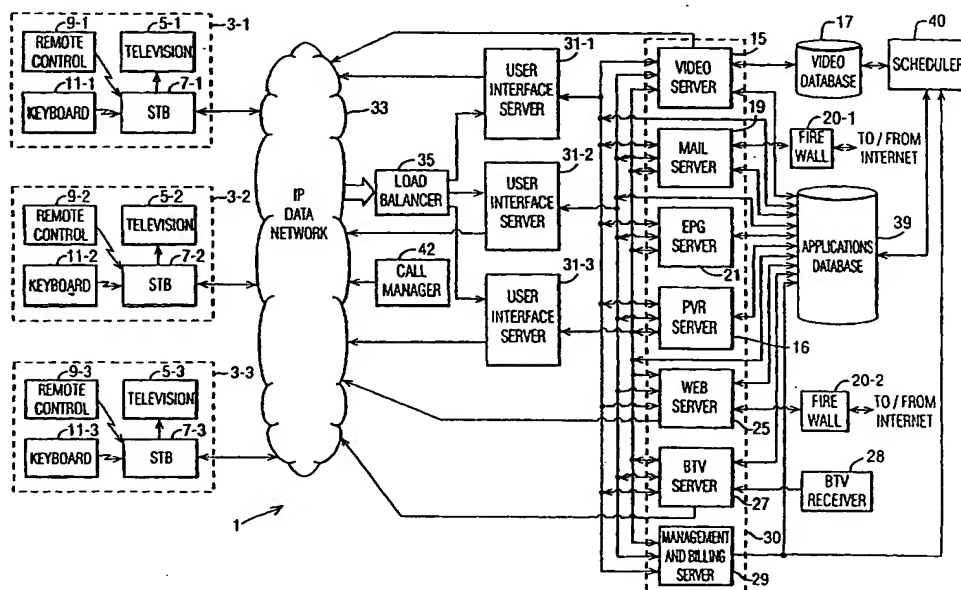 9-1 5-1 3-1
REMOTE CONTROL
TELEVISION
11-1 7-1
KEYBOARD
STB
9-2 5-2 3-2
REMOTE CONTROL
TELEVISION
11-2 7-2
KEYBOARD
STB
9-3 5-3 3-3
REMOTE CONTROL
TELEVISION
11-3 7-3
KEYBOARD
STB
1
33
IP
DATA
NETWORK
35
LOAD
BALANCER
42
CALL
MANAGER
31-1
USER
INTERFACE
SERVER
31-2
USER
INTERFACE
SERVER
31-3
USER
INTERFACE
SERVER
15
VIDEO
SERVER
19
MAIL
SERVER
EPG
SERVER
21
PVR
SERVER
16
WEB
SERVER
25
BTV
SERVER
27
30
MANAGEMENT
AND BILLING
SERVER
29
17
VIDEO
DATABASE
40
SCHEDULER
20-1
FIRE
WALL
TO / FROM
INTERNET
39
APPLICATIONS
DATABASE
20-2
FIRE
WALL
TO / FROM
INTERNET
28
BTV
RECEIVER